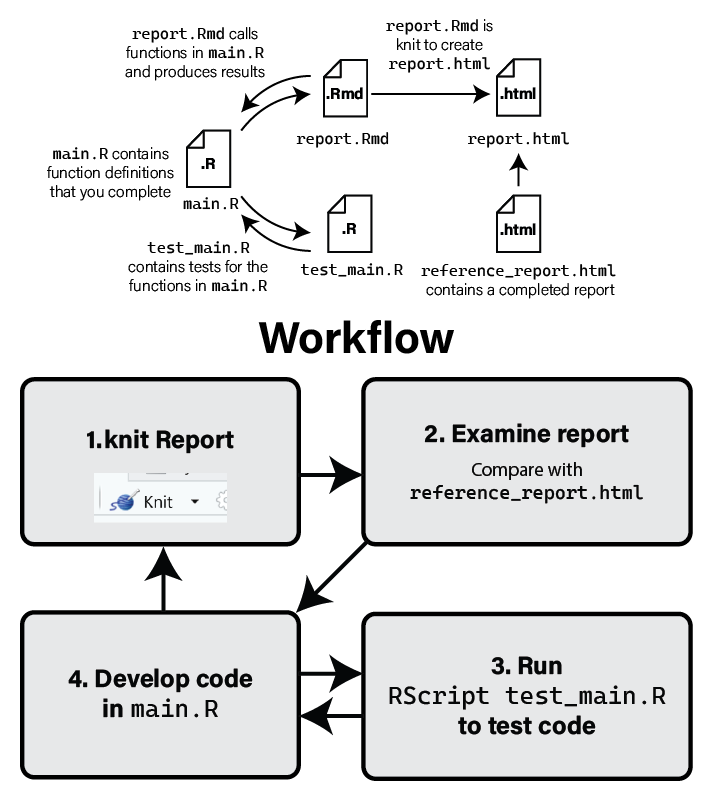 report.Rmd calls
functions in main.R
and produces results
report.Rmd is
knit to create
report.html
.Rmd
.html
report.Rmd
report.html
main.R contains
function definitions
that you complete
.R
main.R
.R
.html
test_main.R
contains tests for the
functions in main.R
test_main.R
reference_report.html
contains a completed report
Workflow
1.knit Report
Knit
2. Examine report
Compare with
reference_report.html
4. Develop code
in main.R
3. Run
RScript test_main.R
to test code